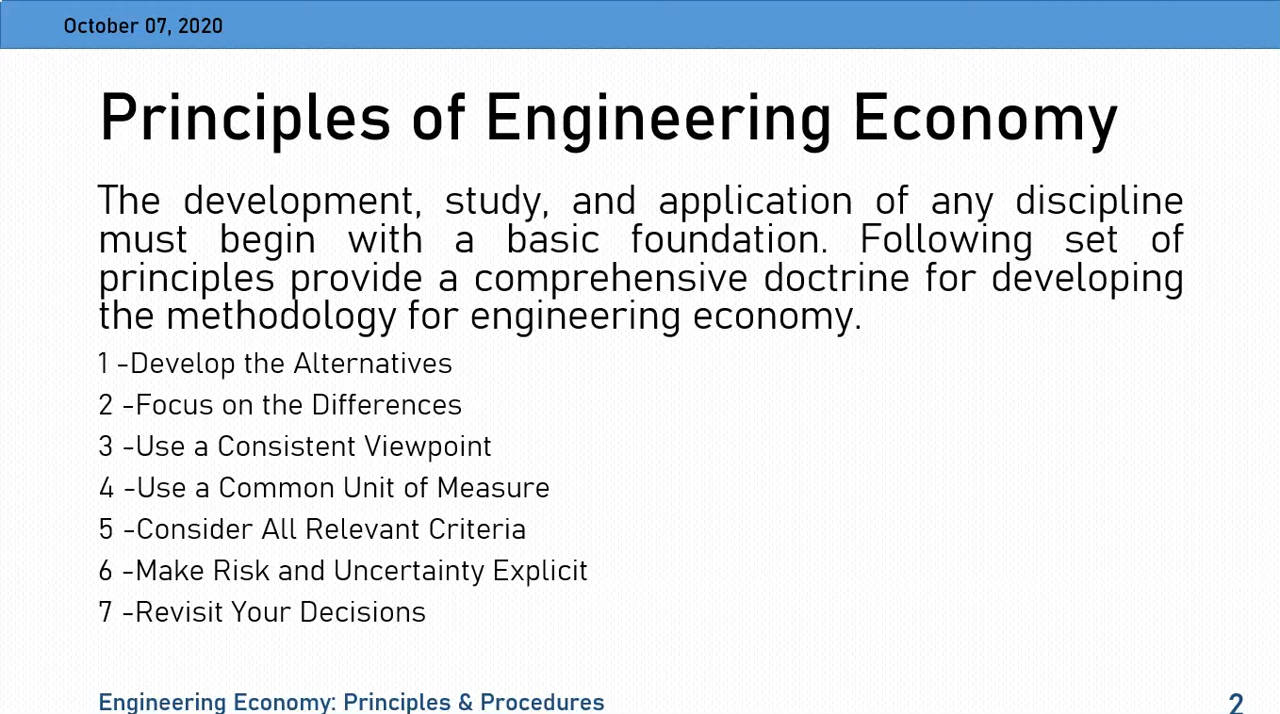 October 07, 2020
Principles of Engineering Economy
The development, study, and application of any discipline
must begin with a basic foundation. Following set of
principles provide a comprehensive doctrine for developing
the methodology for engineering economy.
1 -Develop the Alternatives
2 -Focus on the Differences
3 -Use a Consistent Viewpoint
4 -Use a Common Unit of Measure
5 -Consider All Relevant Criteria
6 -Make Risk and Uncertainty Explicit
7 -Revisit Your Decisions
Engineering Economy: Principles & Procedures
2